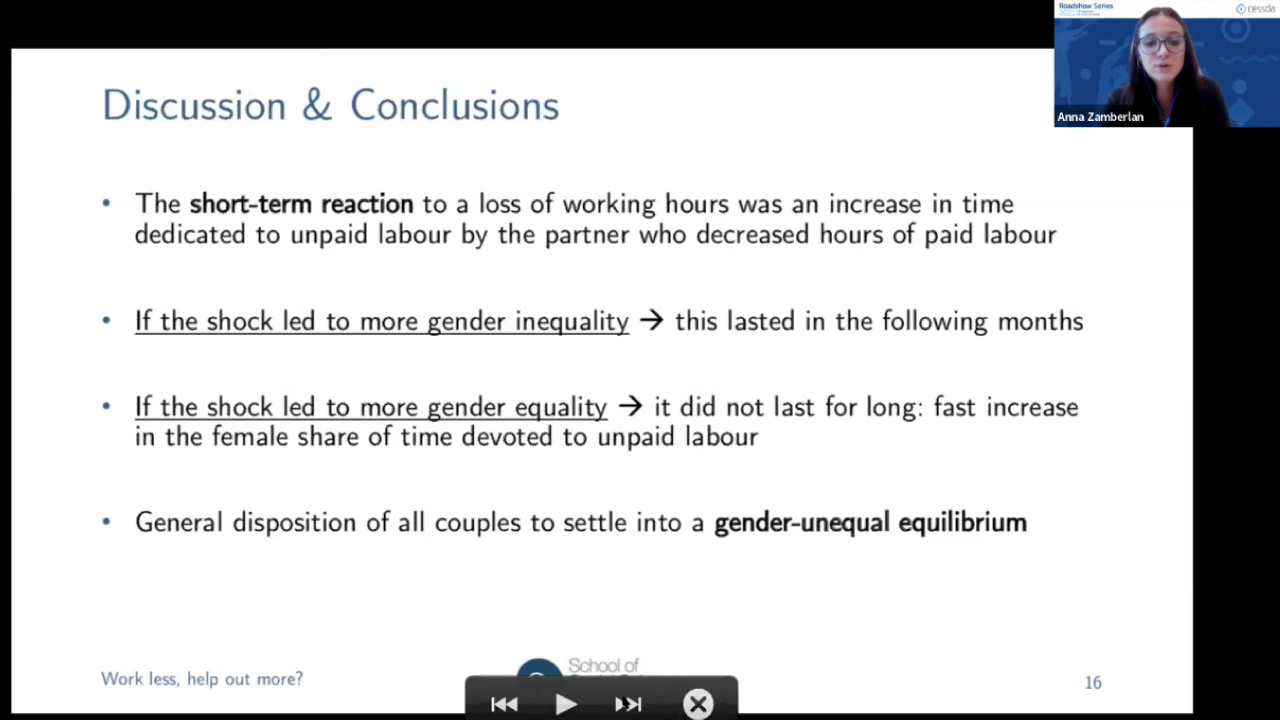 Roadshow Series
2021
cessda
Anna Zamberlan
Discussion & Conclusions
• The short-term reaction to a loss of working hours was an increase in time
dedicated to unpaid labour by the partner who decreased hours of paid labour
• If the shock led to more gender inequality → this lasted in the following months
• If the shock led to more gender equality → it did not last for long: fast increase
in the female share of time devoted to unpaid labour
• General disposition of all couples to settle into a gender-unequal equilibrium
Work less, help out more?
School of
16